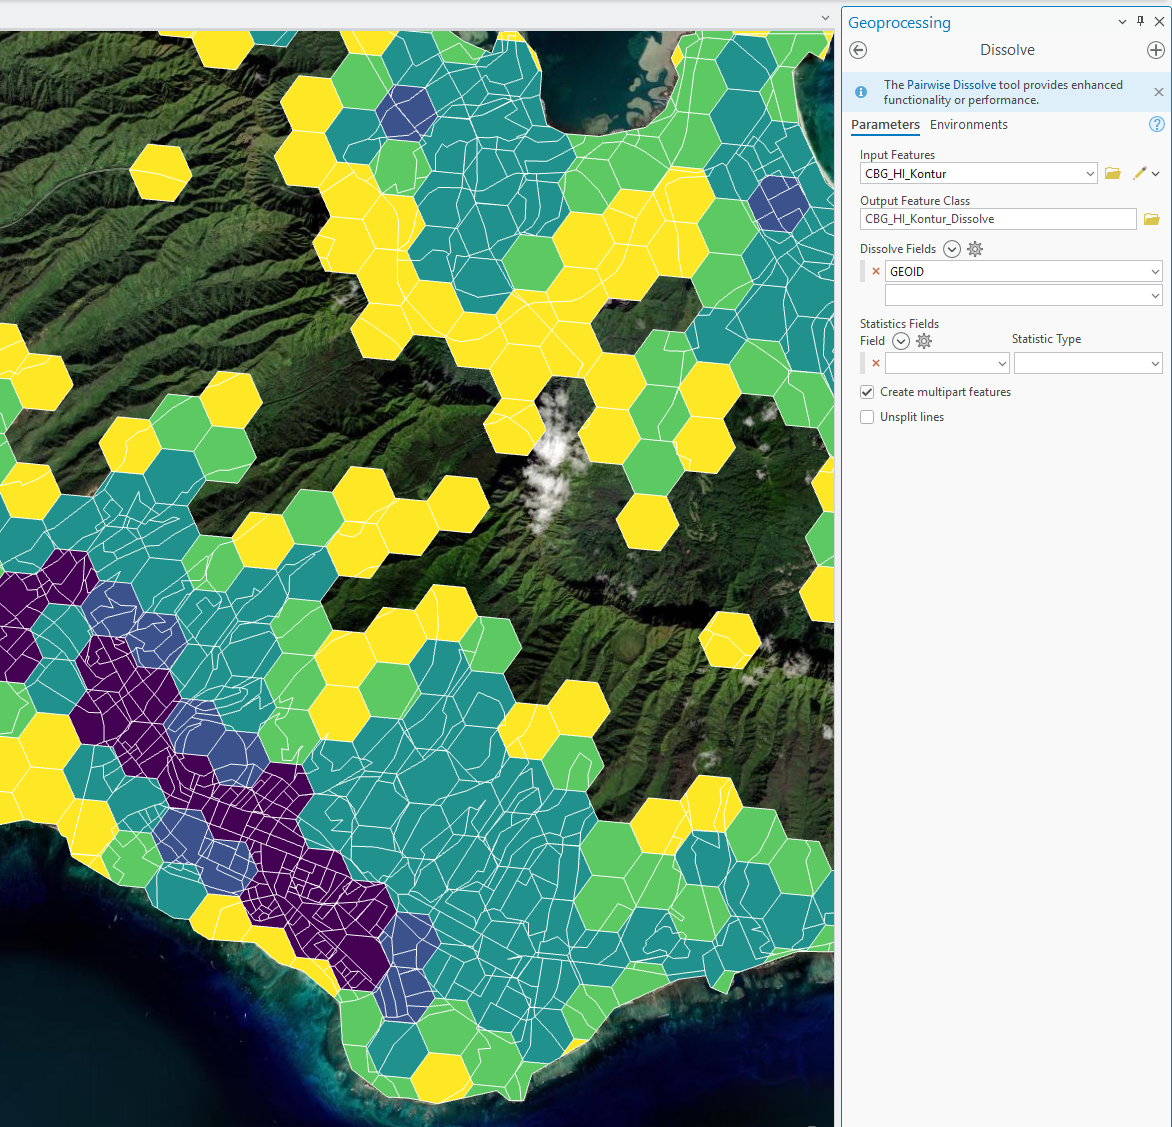 Geoprocessing
Dissolve
The Pairwise Dissolve tool provides enhanced
functionality or performance.
Parameters Environments
Input Features
CBG_HI_Kontur
Output Feature Class
CBG_HI_Kontur_Dissolve
Dissolve Fields
GEOID
Statistics Fields
Field Statistic Type
Create multipart features
Unsplit lines